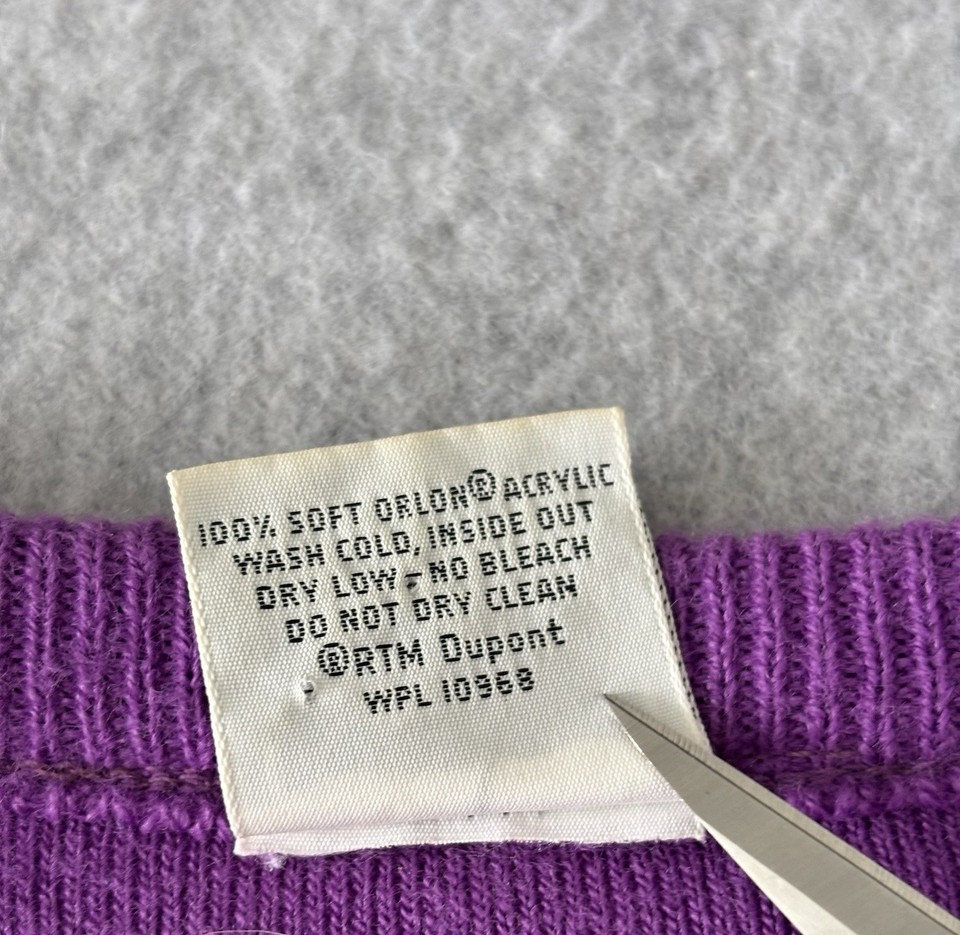 100% SOFT ORLON® ACRYLIC
WASH COLD, INSIDE OUT
DRY LOW - NO BLEACH
DO NOT DRY CLEAN
®RTM Dupont
WPL 10968